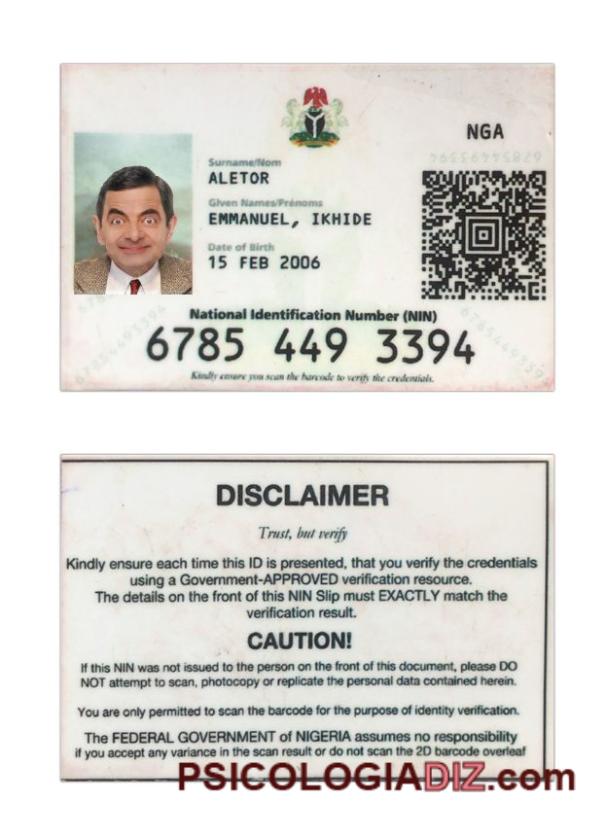 NGA
Surname/Nom
ALETOR
Given Names/Prénoms
EMMANUEL, IKHIDE
Date of Birth
15 FEB 2006
National Identification Number (NIN)
6785 449 3394
Kindly ensure you scan the barcode to verify the credentials.
DISCLAIMER
Trust, but verify
Kindly ensure each time this ID is presented, that you verify the credentials
using a Government-APPROVED verification resource.
The details on the front of this NIN Slip must EXACTLY match the
verification result.
CAUTION!
If this NIN was not issued to the person on the front of this document, please DO
NOT attempt to scan, photocopy or replicate the personal data contained herein.
You are only permitted to scan the barcode for the purpose of identity verification.
The FEDERAL GOVERNMENT of NIGERIA assumes no responsibility
if you accept any variance in the scan result or do not scan the 2D barcode overleaf
PSICOLOGIADIZ.com